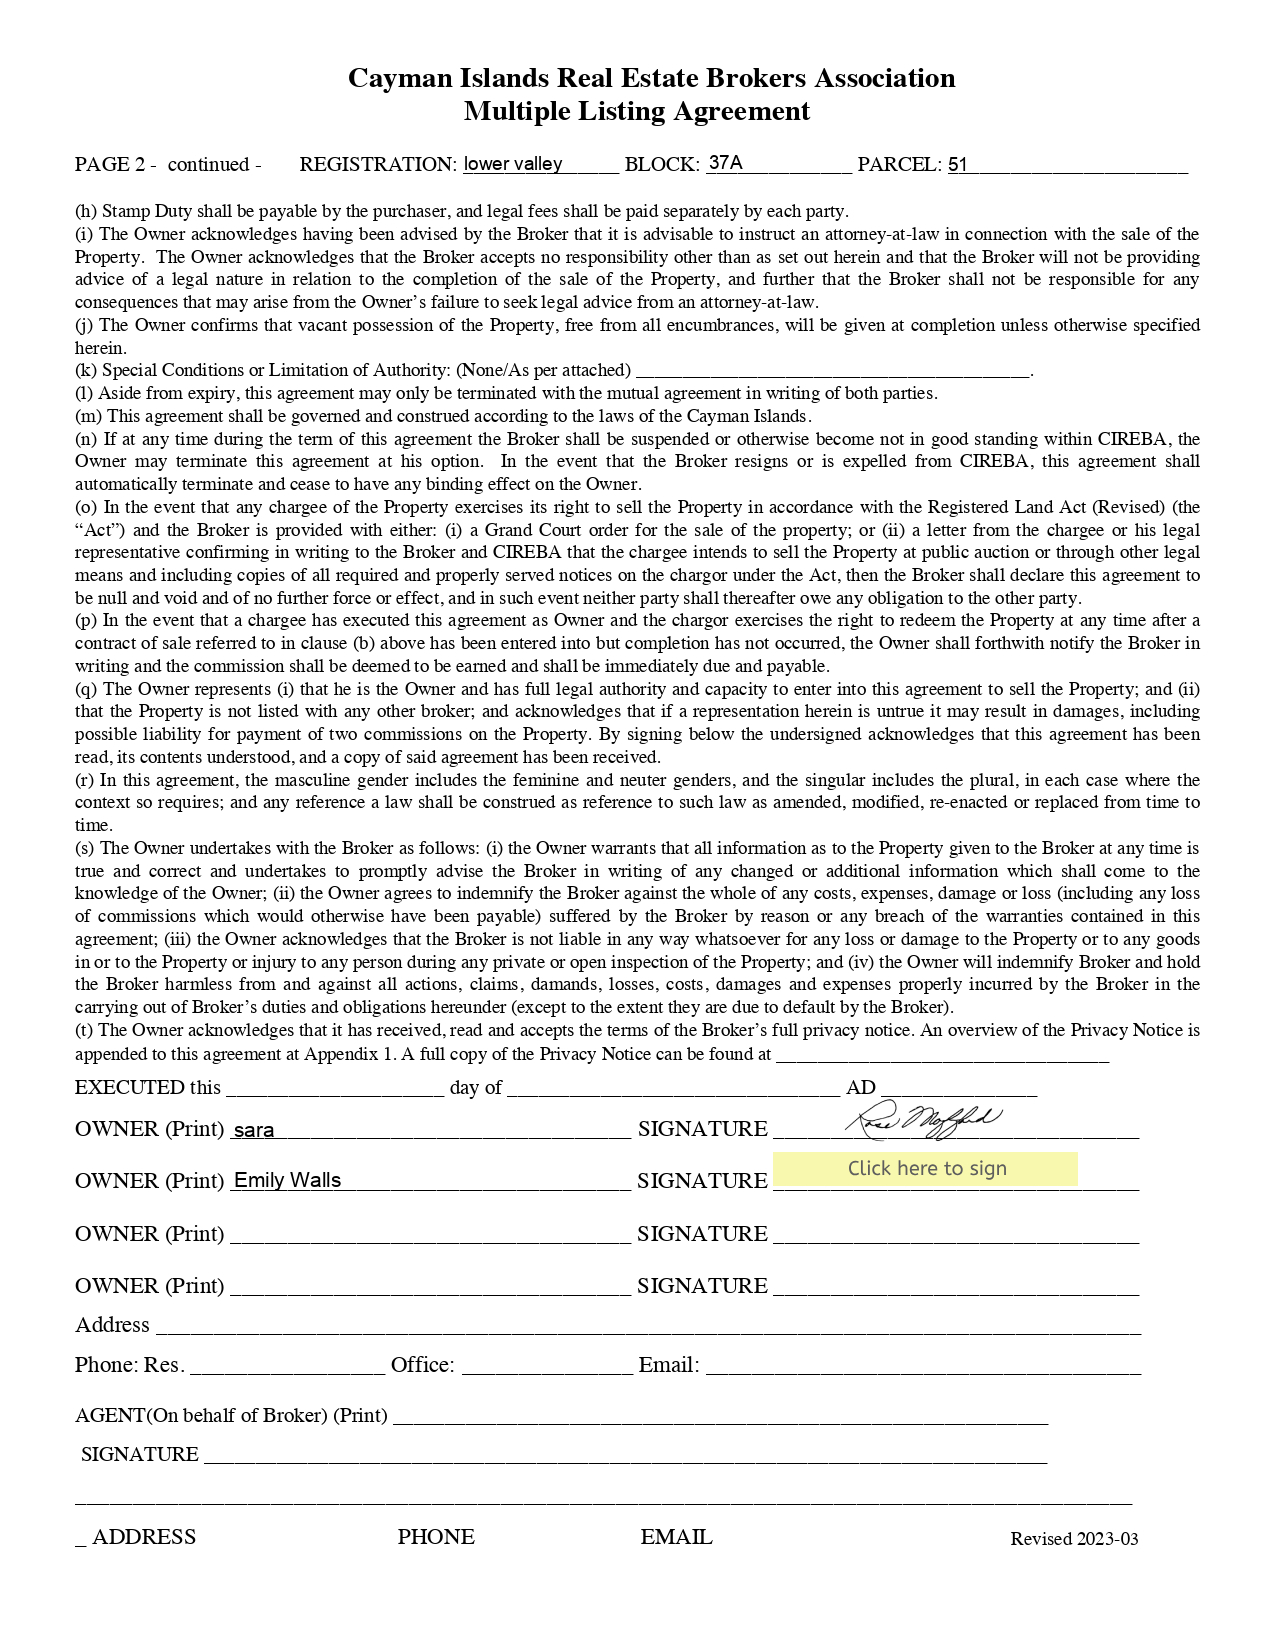 Cayman Islands Real Estate Brokers Association
Multiple Listing Agreement
PAGE 2 - continued - REGISTRATION: lower valley BLOCK: 37A PARCEL: 51
(h) Stamp Duty shall be payable by the purchaser, and legal fees shall be paid separately by each party.
(i) The Owner acknowledges having been advised by the Broker that it is advisable to instruct an attorney-at-law in connection with the sale of the
Property. The Owner acknowledges that the Broker accepts no responsibility other than as set out herein and that the Broker will not be providing
advice of a legal nature in relation to the completion of the sale of the Property, and further that the Broker shall not be responsible for any
consequences that may arise from the Owner’s failure to seek legal advice from an attorney-at-law.
(j) The Owner confirms that vacant possession of the Property, free from all encumbrances, will be given at completion unless otherwise specified
herein.
(k) Special Conditions or Limitation of Authority: (None/As per attached) ______________________________________.
(l) Aside from expiry, this agreement may only be terminated with the mutual agreement in writing of both parties.
(m) This agreement shall be governed and construed according to the laws of the Cayman Islands.
(n) If at any time during the term of this agreement the Broker shall be suspended or otherwise become not in good standing within CIREBA, the
Owner may terminate this agreement at his option. In the event that the Broker resigns or is expelled from CIREBA, this agreement shall
automatically terminate and cease to have any binding effect on the Owner.
(o) In the event that any chargee of the Property exercises its right to sell the Property in accordance with the Registered Land Act (Revised) (the
“Act”) and the Broker is provided with either: (i) a Grand Court order for the sale of the property; or (ii) a letter from the chargee or his legal
representative confirming in writing to the Broker and CIREBA that the chargee intends to sell the Property at public auction or through other legal
means and including copies of all required and properly served notices on the chargor under the Act, then the Broker shall declare this agreement to
be null and void and of no further force or effect, and in such event neither party shall thereafter owe any obligation to the other party.
(p) In the event that a chargee has executed this agreement as Owner and the chargor exercises the right to redeem the Property at any time after a
contract of sale referred to in clause (b) above has been entered into but completion has not occurred, the Owner shall forthwith notify the Broker in
writing and the commission shall be deemed to be earned and shall be immediately due and payable.
(q) The Owner represents (i) that he is the Owner and has full legal authority and capacity to enter into this agreement to sell the Property; and (ii)
that the Property is not listed with any other broker; and acknowledges that if a representation herein is untrue it may result in damages, including
possible liability for payment of two commissions on the Property. By signing below the undersigned acknowledges that this agreement has been
read, its contents understood, and a copy of said agreement has been received.
(r) In this agreement, the masculine gender includes the feminine and neuter genders, and the singular includes the plural, in each case where the
context so requires; and any reference a law shall be construed as reference to such law as amended, modified, re-enacted or replaced from time to
time.
(s) The Owner undertakes with the Broker as follows: (i) the Owner warrants that all information as to the Property given to the Broker at any time is
true and correct and undertakes to promptly advise the Broker in writing of any changed or additional information which shall come to the
knowledge of the Owner; (ii) the Owner agrees to indemnify the Broker against the whole of any costs, expenses, damage or loss (including any loss
of commissions which would otherwise have been payable) suffered by the Broker by reason or any breach of the warranties contained in this
agreement; (iii) the Owner acknowledges that the Broker is not liable in any way whatsoever for any loss or damage to the Property or to any goods
in or to the Property or injury to any person during any private or open inspection of the Property; and (iv) the Owner will indemnify Broker and hold
the Broker harmless from and against all actions, claims, damands, losses, costs, damages and expenses properly incurred by the Broker in the
carrying out of Broker’s duties and obligations hereunder (except to the extent they are due to default by the Broker).
(t) The Owner acknowledges that it has received, read and accepts the terms of the Broker’s full privacy notice. An overview of the Privacy Notice is
appended to this agreement at Appendix 1. A full copy of the Privacy Notice can be found at ________________________________
EXECUTED this _____________________ day of ________________________________ AD _______________
OWNER (Print) sara SIGNATURE Rose Mofford
OWNER (Print) Emily Walls SIGNATURE Click here to sign
OWNER (Print) ___________________________________ SIGNATURE ________________________________
OWNER (Print) ___________________________________ SIGNATURE ________________________________
Address ______________________________________________________________________________________
Phone: Res. _________________ Office: _______________ Email: ______________________________________
AGENT(On behalf of Broker) (Print) _______________________________________________________________
SIGNATURE _________________________________________________________________________________
_ ADDRESS PHONE EMAIL Revised 2023-03